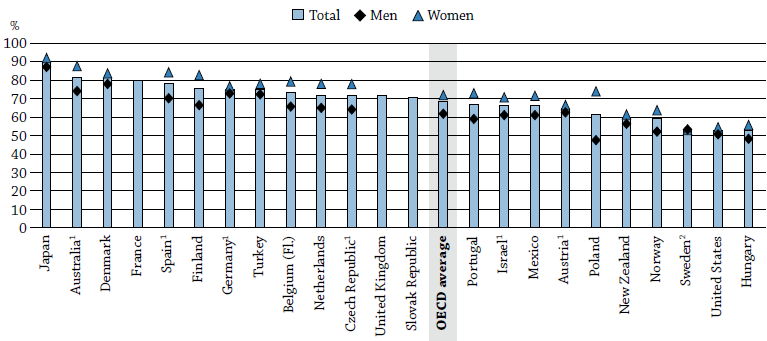 Total Men Women
%
100
90
80
70
60
50
40
30
20
10
0
Japan
Australia¹
Denmark
France
Spain¹
Finland
Germany¹
Turkey
Belgium (Fl.)
Netherlands
Czech Republic¹
United Kingdom
Slovak Republic
OECD average
Portugal
Israel¹
Mexico
Austria¹
Poland
New Zealand
Norway
Sweden²
United States
Hungary